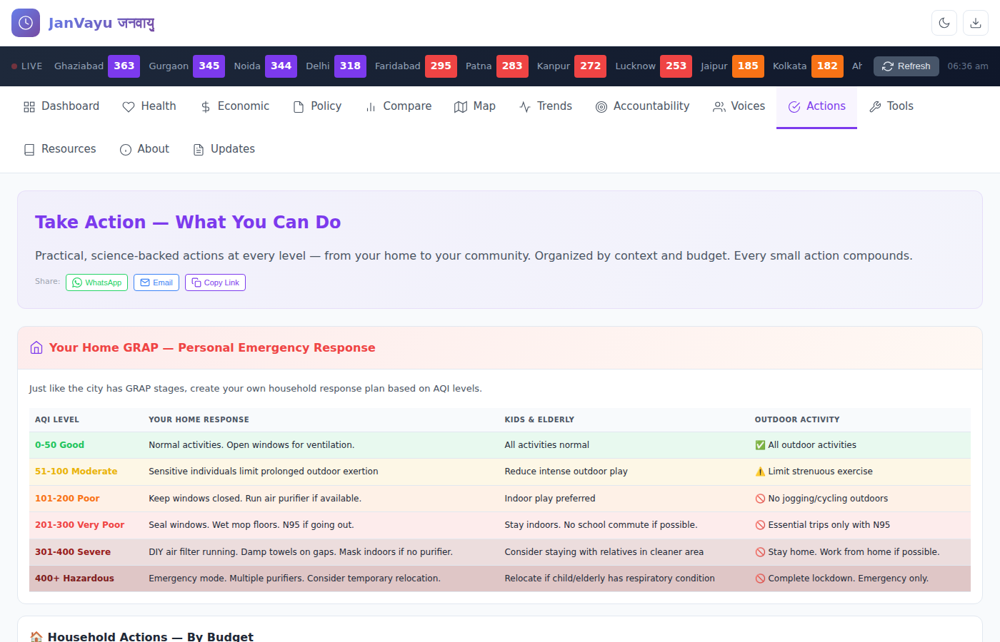 JanVayu जनवायु
LIVE Ghaziabad 363 Gurgaon 345 Noida 344 Delhi 318 Faridabad 295 Patna 283 Kanpur 272 Lucknow 253 Jaipur 185 Kolkata 182 Refresh 06:36 am
Dashboard Health Economic Policy Compare Map Trends Accountability Voices Actions Tools
Resources About Updates
Take Action — What You Can Do
Practical, science-backed actions at every level — from your home to your community. Organized by context and budget. Every small action compounds.
Share: WhatsApp Email Copy Link
Your Home GRAP — Personal Emergency Response
Just like the city has GRAP stages, create your own household response plan based on AQI levels.
AQI LEVEL YOUR HOME RESPONSE KIDS & ELDERLY OUTDOOR ACTIVITY
0-50 Good Normal activities. Open windows for ventilation. All activities normal ✅ All outdoor activities
51-100 Moderate Sensitive individuals limit prolonged outdoor exertion Reduce intense outdoor play ⚠️ Limit strenuous exercise
101-200 Poor Keep windows closed. Run air purifier if available. Indoor play preferred 🚫 No jogging/cycling outdoors
201-300 Very Poor Seal windows. Wet mop floors. N95 if going out. Stay indoors. No school commute if possible. 🚫 Essential trips only with N95
301-400 Severe DIY air filter running. Damp towels on gaps. Mask indoors if no purifier. Consider staying with relatives in cleaner area 🚫 Stay home. Work from home if possible.
400+ Hazardous Emergency mode. Multiple purifiers. Consider temporary relocation. Relocate if child/elderly has respiratory condition 🚫 Complete lockdown. Emergency only.
🏠 Household Actions — By Budget